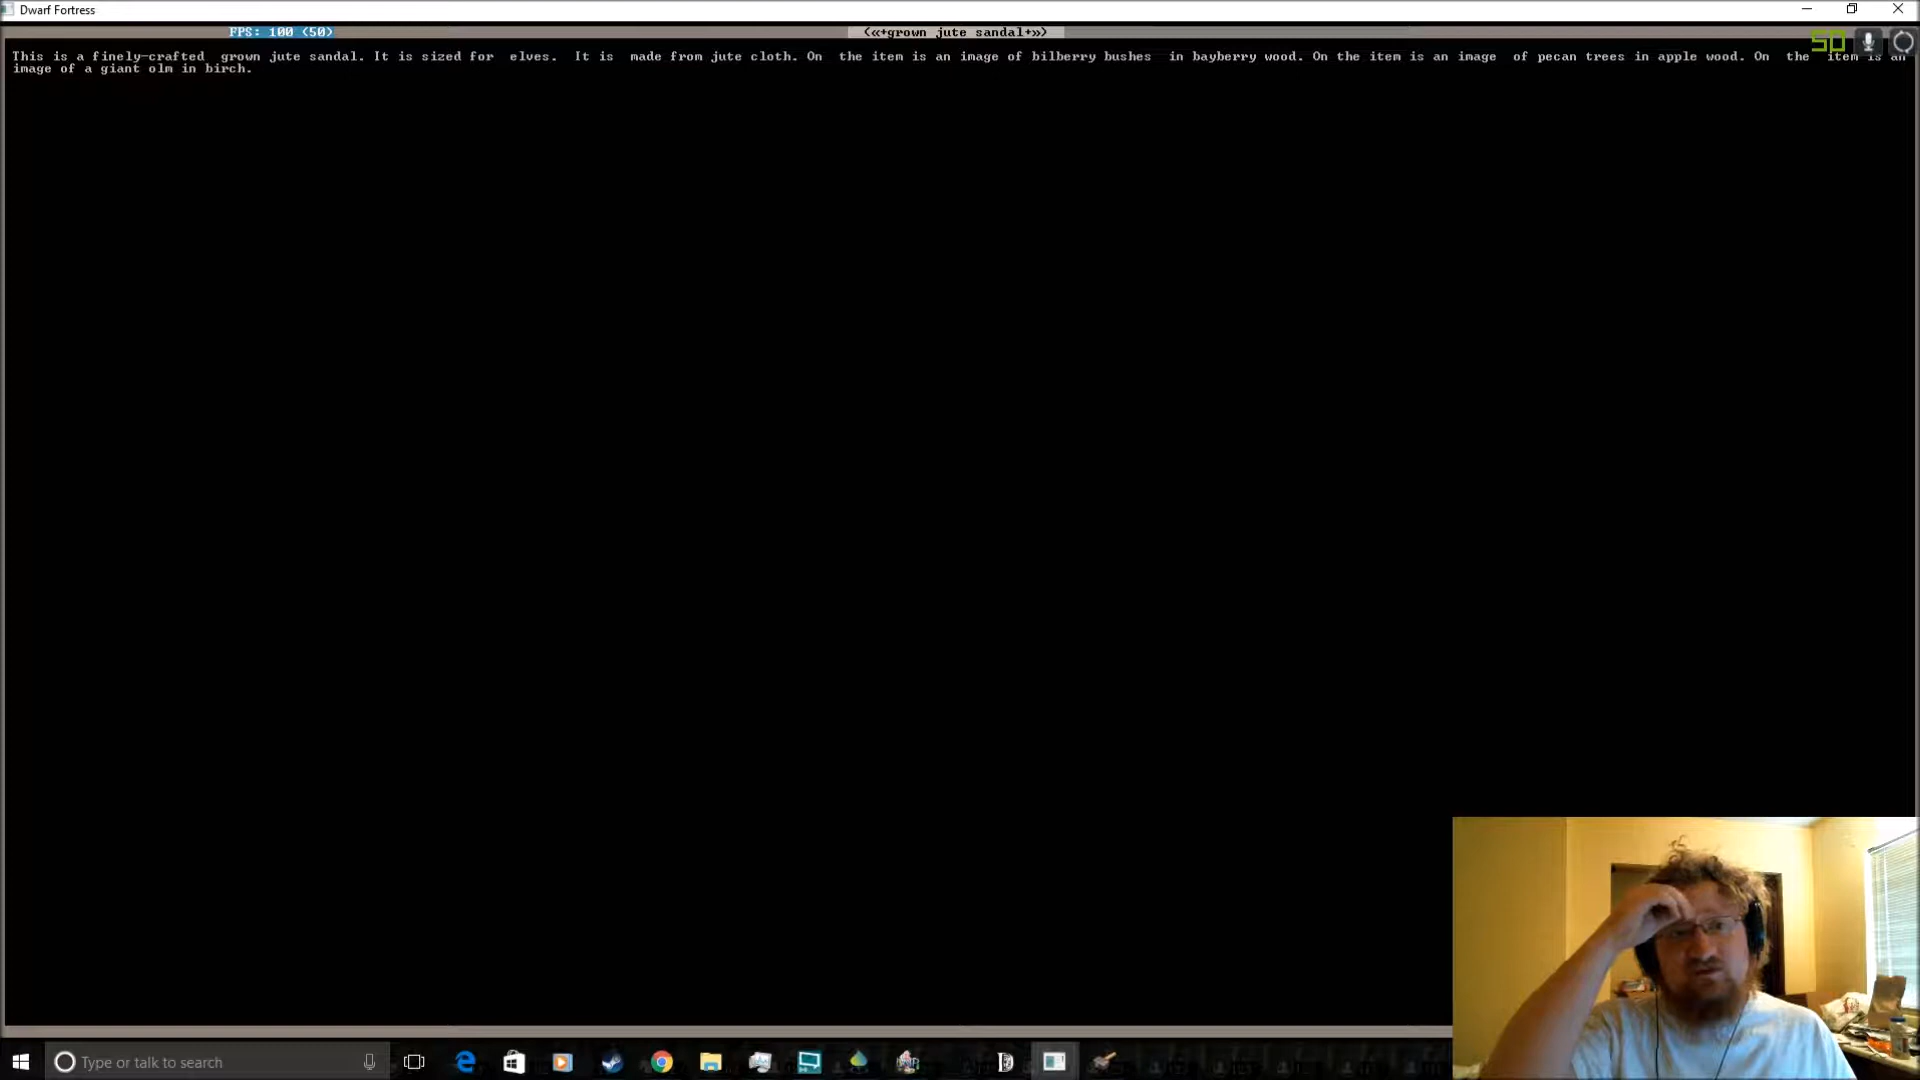 Dwarf Fortress
FPS: 100 (50)
(«+grown jute sandal+»)
This is a finely-crafted grown jute sandal. It is sized for elves. It is made from jute cloth. On the item is an image of bilberry bushes in bayberry wood. On the item is an image of pecan trees in apple wood. On the item is an
image of a giant olm in birch.
Type or talk to search